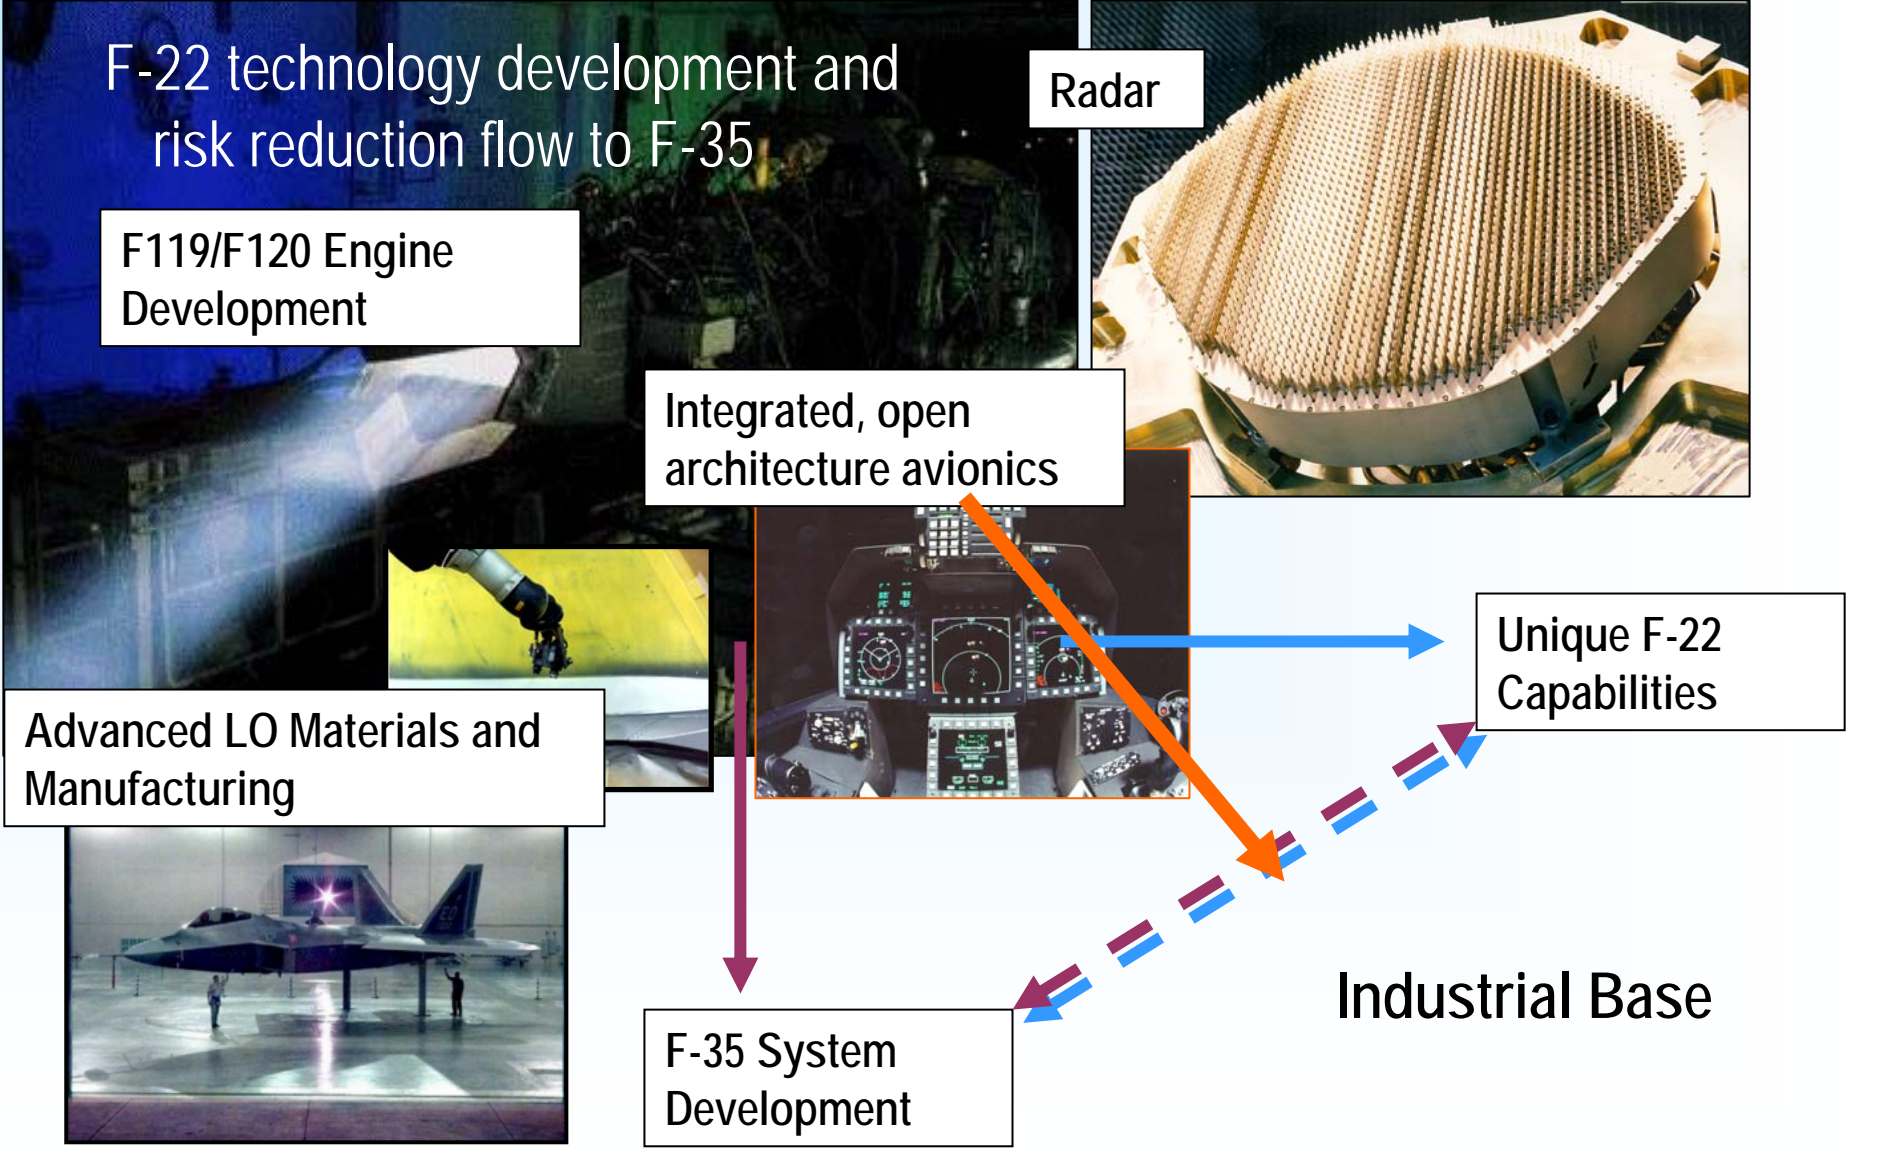 F-22 technology development and
risk reduction flow to F-35
Radar
F119/F120 Engine
Development
Integrated, open
architecture avionics
Unique F-22
Capabilities
Advanced LO Materials and
Manufacturing
ED
Industrial Base
F-35 System
Development